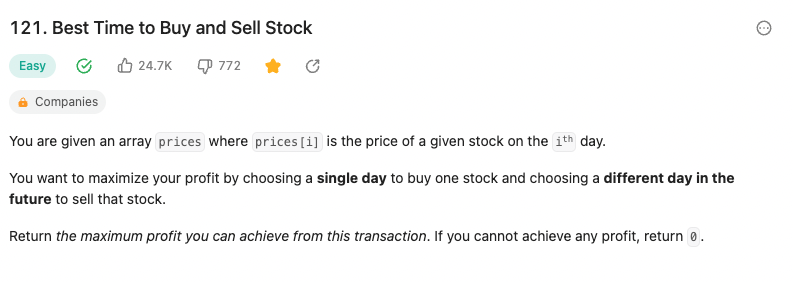 121. Best Time to Buy and Sell Stock
Easy 24.7K 772
Companies
You are given an array prices where prices[i] is the price of a given stock on the ith day.
You want to maximize your profit by choosing a single day to buy one stock and choosing a different day in the
future to sell that stock.
Return the maximum profit you can achieve from this transaction. If you cannot achieve any profit, return 0.